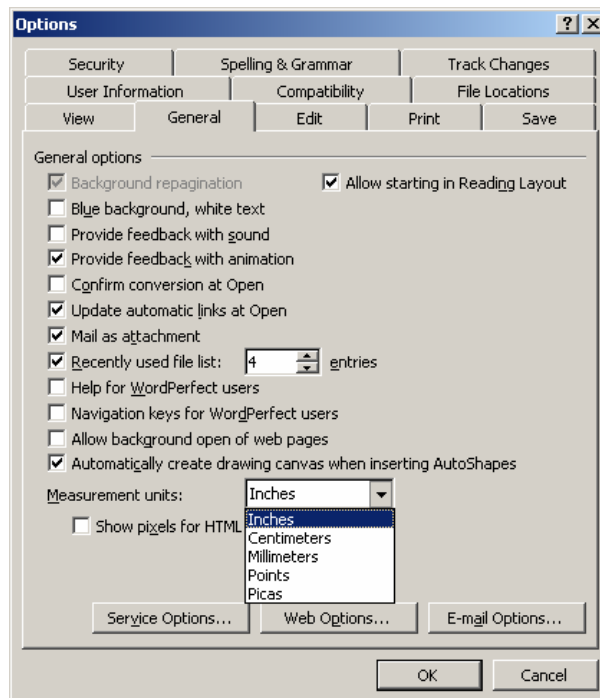 Options
Security Spelling & Grammar Track Changes
User Information Compatibility File Locations
View General Edit Print Save
General options
Background repagination Allow starting in Reading Layout
Blue background, white text
Provide feedback with sound
Provide feedback with animation
Confirm conversion at Open
Update automatic links at Open
Mail as attachment
Recently used file list: 4 entries
Help for WordPerfect users
Navigation keys for WordPerfect users
Allow background open of web pages
Automatically create drawing canvas when inserting AutoShapes
Measurement units: Inches
Show pixels for HTML Inches
Centimeters
Millimeters
Points
Picas
Service Options... Web Options... E-mail Options...
OK Cancel